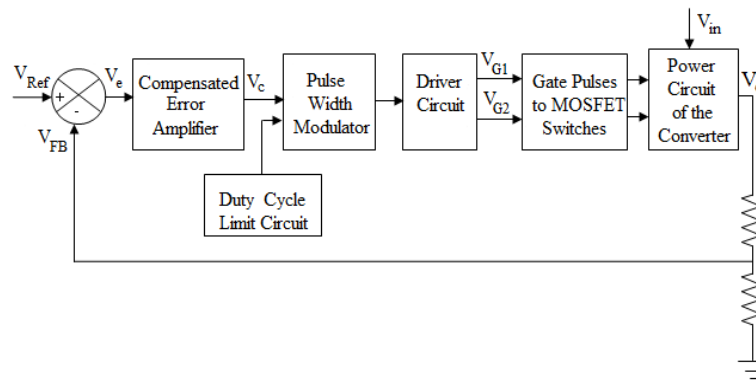 V_in
V_Ref
+
-
V_FB
V_e
Compensated
Error
Amplifier
V_c
Pulse
Width
Modulator
Duty Cycle
Limit Circuit
Driver
Circuit
V_G1
V_G2
Gate Pulses
to MOSFET
Switches
Power
Circuit
of the
Converter